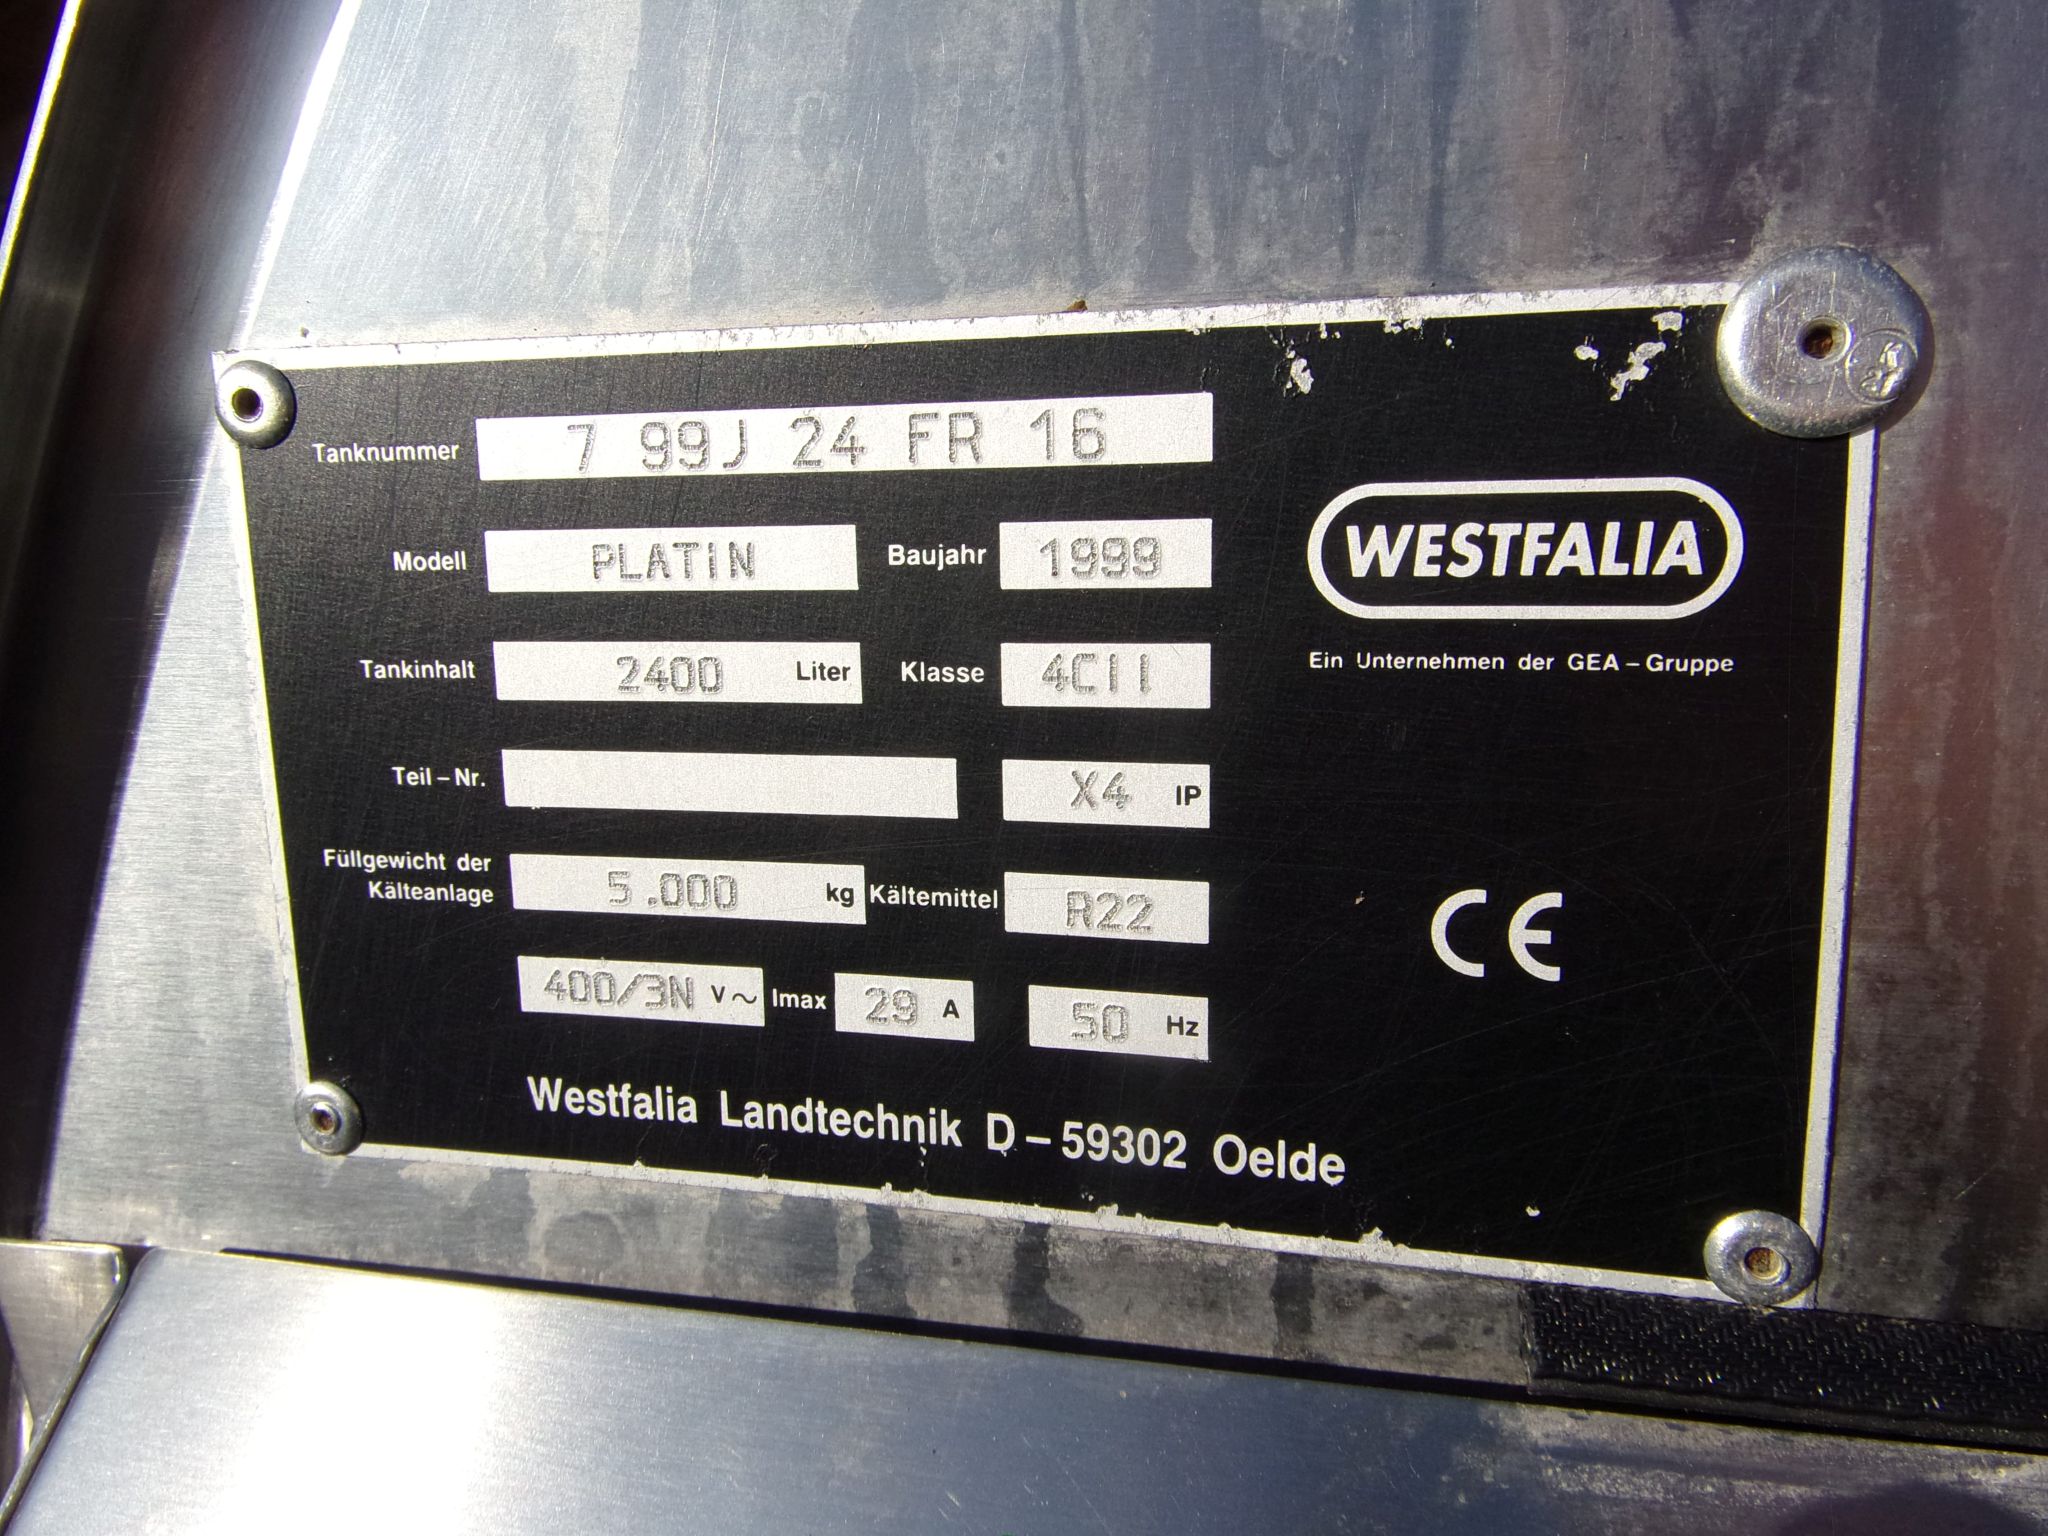 Tanknummer 7 99J 24 FR 16
Modell PLATIN Baujahr 1999
WESTFALIA
Tankinhalt 2400 Liter Klasse 4CII
Ein Unternehmen der GEA – Gruppe
Teil – Nr. X4 IP
Füllgewicht der
Kälteanlage 5.000 kg Kältemittel R22
CE
400/3N V~ Imax 29 A 50 Hz
Westfalia Landtechnik D – 59302 Oelde